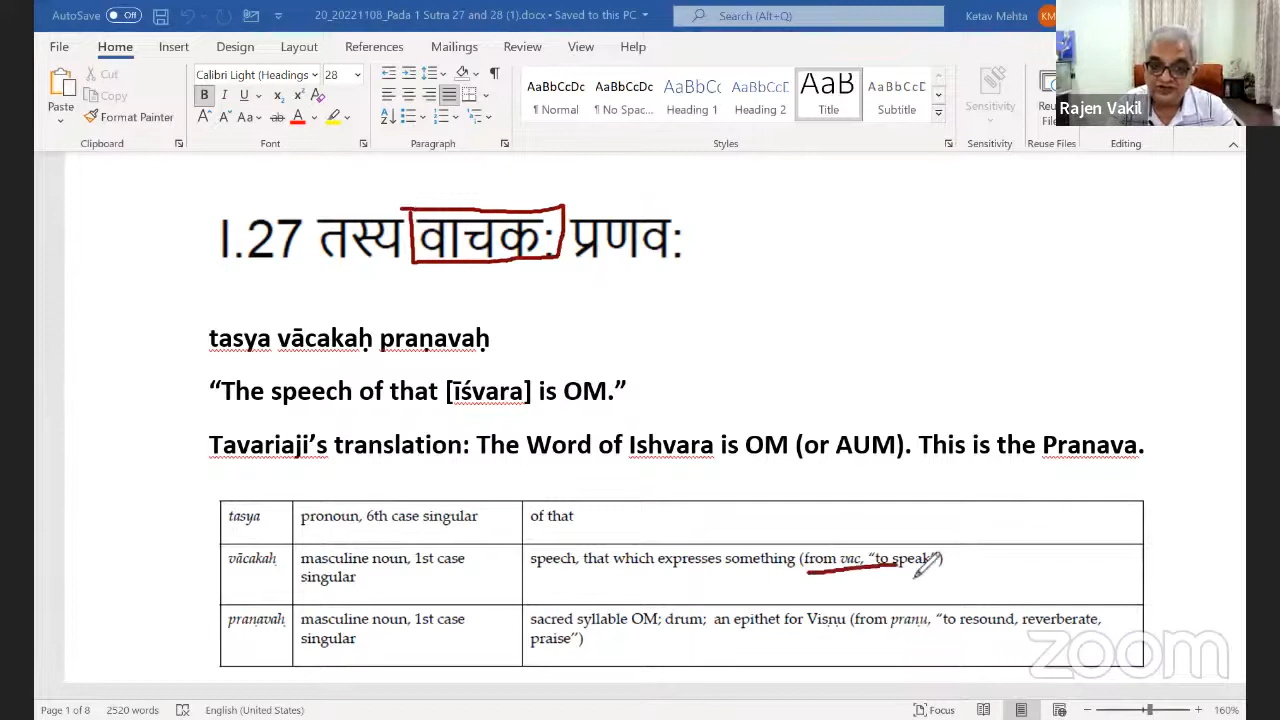 AutoSave Off 20_20221108_Pada 1 Sutra 27 and 28 (1).docx - Saved to this PC Search (Alt+Q) Ketav Mehta KM
File Home Insert Design Layout References Mailings Review View Help
Calibri Light (Headings 28
Paste Cut Copy Format Painter
AaBbCcDc AaBbCcDc AaBbCc AaBbCcD AaB AaBbCcD
¶ Normal ¶ No Spac... Heading 1 Heading 2 Title Subtitle
Sensitivity
Rajen Vakil
Clipboard Font Paragraph Styles Sensitivity Reuse Files Editing
I.27 तस्य वाचक: प्रणव:
tasya vācakaḥ praṇavaḥ
“The speech of that [īśvara] is OM.”
Tavariaji’s translation: The Word of Ishvara is OM (or AUM). This is the Pranava.
tasya pronoun, 6th case singular of that
vācakaḥ masculine noun, 1st case singular speech, that which expresses something (from vac, “to speak”)
praṇavaḥ masculine noun, 1st case singular sacred syllable OM; drum; an epithet for Viṣṇu (from praṇu, “to resound, reverberate, praise”)
zoom
Page 1 of 8 2520 words English (United States) Focus 160%